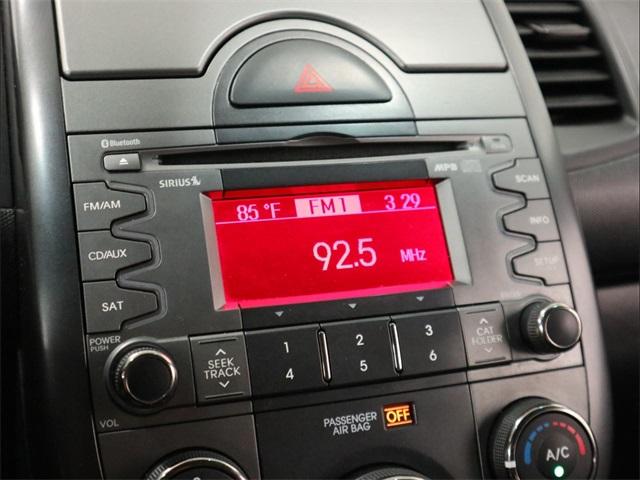 Bluetooth
SIRIUS
MP3
SCAN
FM/AM
85 °F FM1 3 29
INFO
CD/AUX
92.5 MHz
SETUP
SAT
POWER
PUSH
SEEK
TRACK
1 2 3
4 5 6
CAT
FOLDER
VOL
PASSENGER
AIR BAG
OFF
A/C